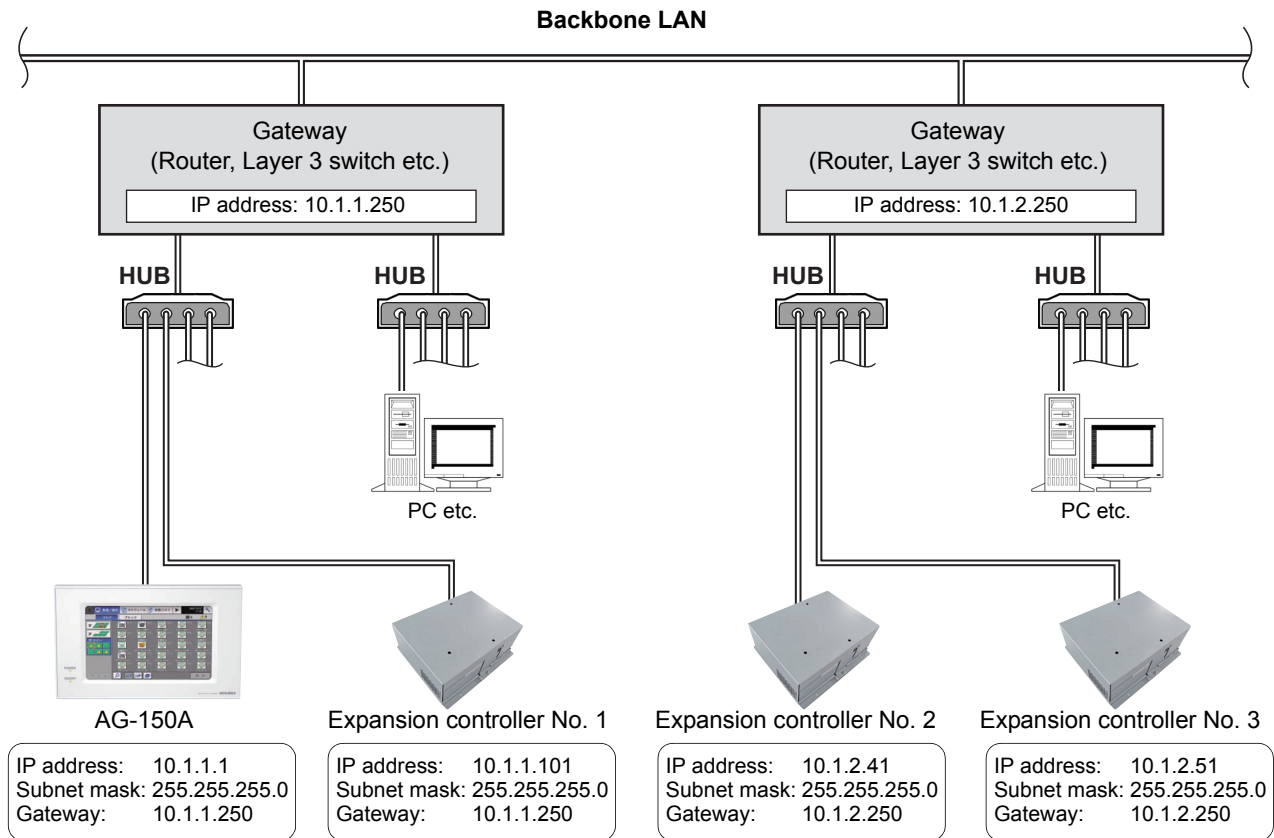 Backbone LAN
Gateway
(Router, Layer 3 switch etc.)
IP address: 10.1.1.250
Gateway
(Router, Layer 3 switch etc.)
IP address: 10.1.2.250
HUB
HUB
HUB
HUB
PC etc.
PC etc.
AG-150A
Expansion controller No. 1
Expansion controller No. 2
Expansion controller No. 3
IP address: 10.1.1.1
Subnet mask: 255.255.255.0
Gateway: 10.1.1.250
IP address: 10.1.1.101
Subnet mask: 255.255.255.0
Gateway: 10.1.1.250
IP address: 10.1.2.41
Subnet mask: 255.255.255.0
Gateway: 10.1.2.250
IP address: 10.1.2.51
Subnet mask: 255.255.255.0
Gateway: 10.1.2.250